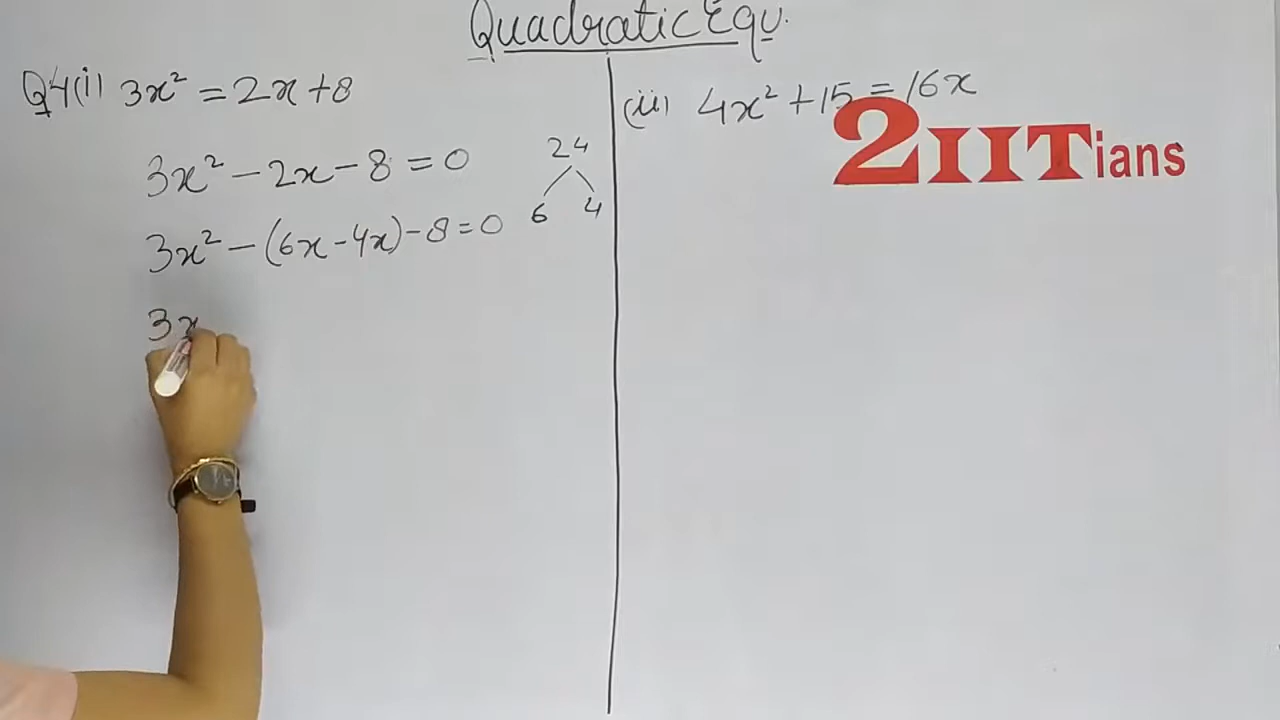 Quadratic Equ.
Q4(i) 3x² = 2x + 8
3x² - 2x - 8 = 0
24
6 4
3x² - (6x - 4x) - 8 = 0
3x
(ii) 4x² + 15 = 16x
2IITians